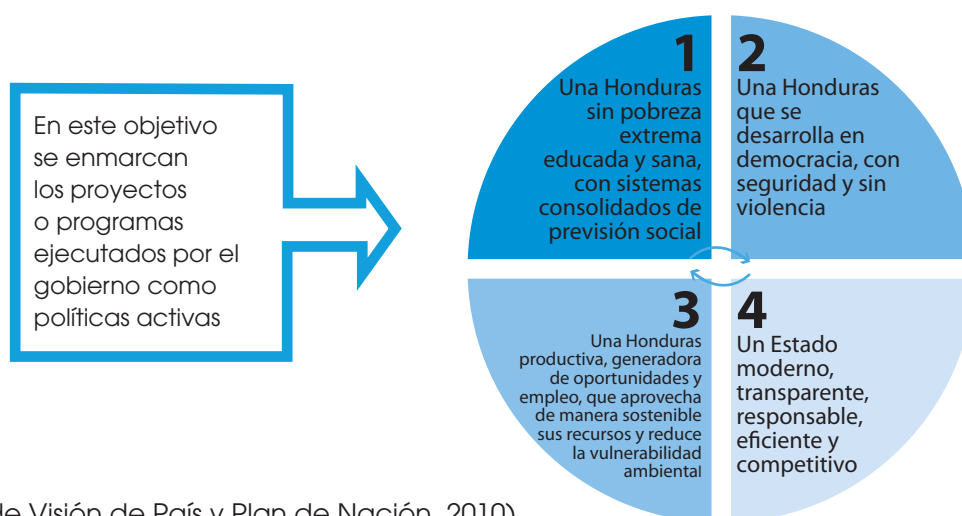 En este objetivo
se enmarcan
los proyectos
o programas
ejecutados por el
gobierno como
políticas activas
1
Una Honduras
sin pobreza
extrema
educada y sana,
con sistemas
consolidados de
previsión social
2
Una Honduras
que se
desarrolla en
democracia, con
seguridad y sin
violencia
3
Una Honduras
productiva, generadora
de oportunidades y
empleo, que aprovecha
de manera sostenible
sus recursos y reduce
la vulnerabilidad
ambiental
4
Un Estado
moderno,
transparente,
responsable,
eficiente y
competitivo
de Visión de País y Plan de Nación, 2010)